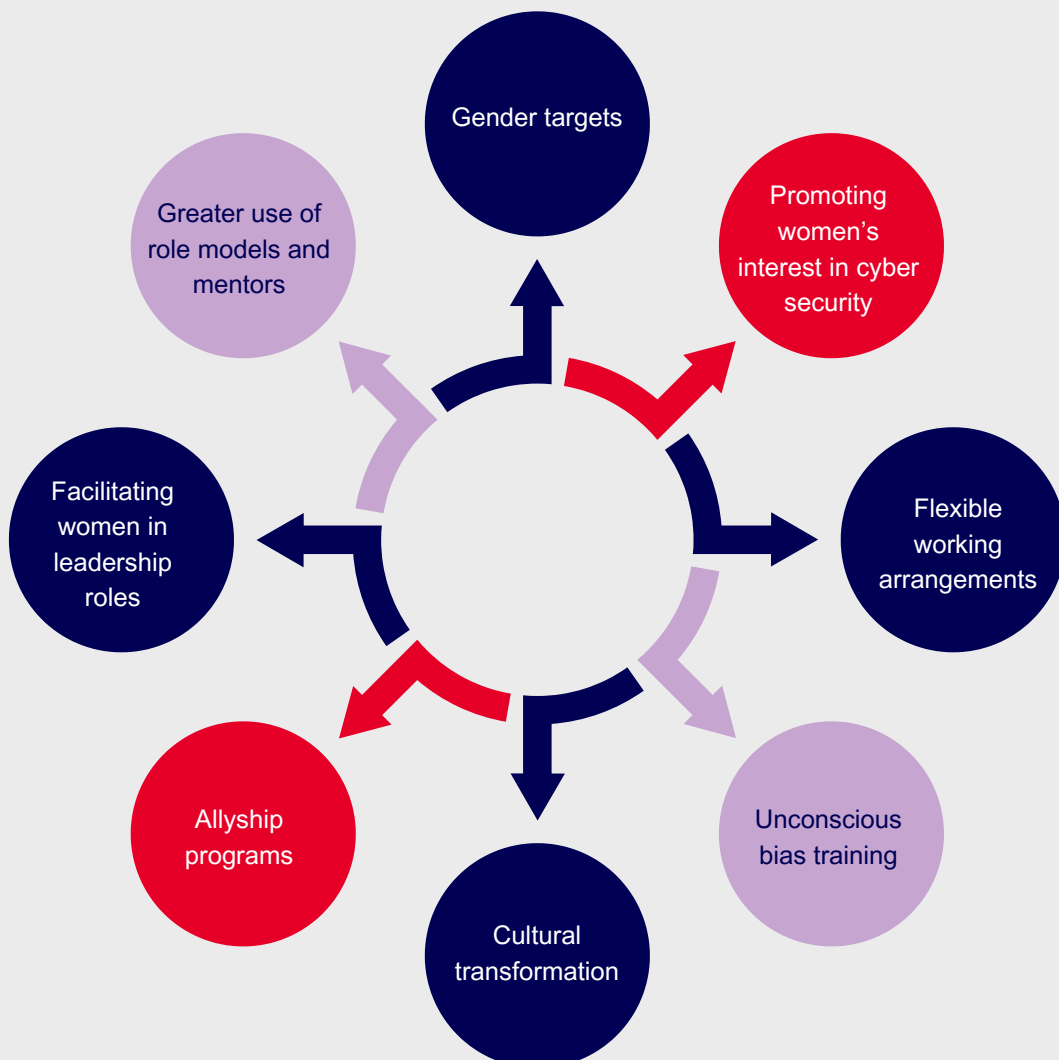 Gender targets
Promoting
women’s
interest in cyber
security
Flexible
working
arrangements
Unconscious
bias training
Cultural
transformation
Allyship
programs
Facilitating
women in
leadership
roles
Greater use of
role models and
mentors